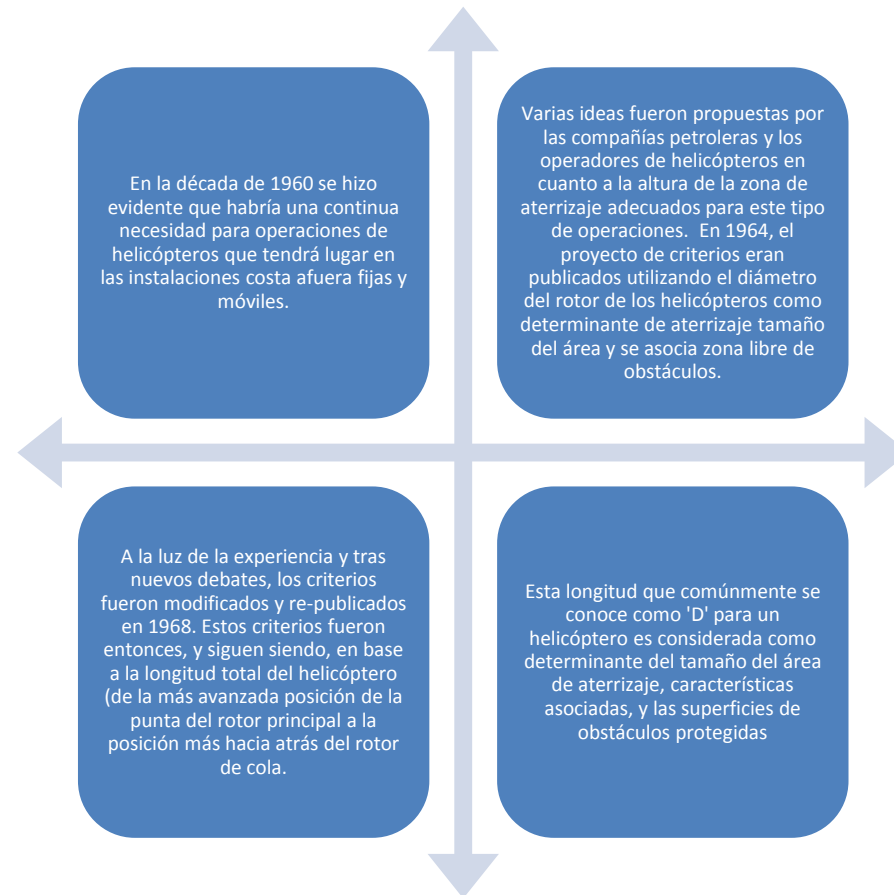 En la década de 1960 se hizo
evidente que habría una continua
necesidad para operaciones de
helicópteros que tendrá lugar en
las instalaciones costa afuera fijas y
móviles.
Varias ideas fueron propuestas por
las compañías petroleras y los
operadores de helicópteros en
cuanto a la altura de la zona de
aterrizaje adecuados para este tipo
de operaciones.  En 1964, el
proyecto de criterios eran
publicados utilizando el diámetro
del rotor de los helicópteros como
determinante de aterrizaje tamaño
del área y se asocia zona libre de
obstáculos.
A la luz de la experiencia y tras
nuevos debates, los criterios
fueron modificados y re-publicados
en 1968. Estos criterios fueron
entonces, y siguen siendo, en base
a la longitud total del helicóptero
(de la más avanzada posición de la
punta del rotor principal a la
posición más hacia atrás del rotor
de cola.
Esta longitud que comúnmente se
conoce como 'D' para un
helicóptero es considerada como
determinante del tamaño del área
de aterrizaje, características
asociadas, y las superficies de
obstáculos protegidas